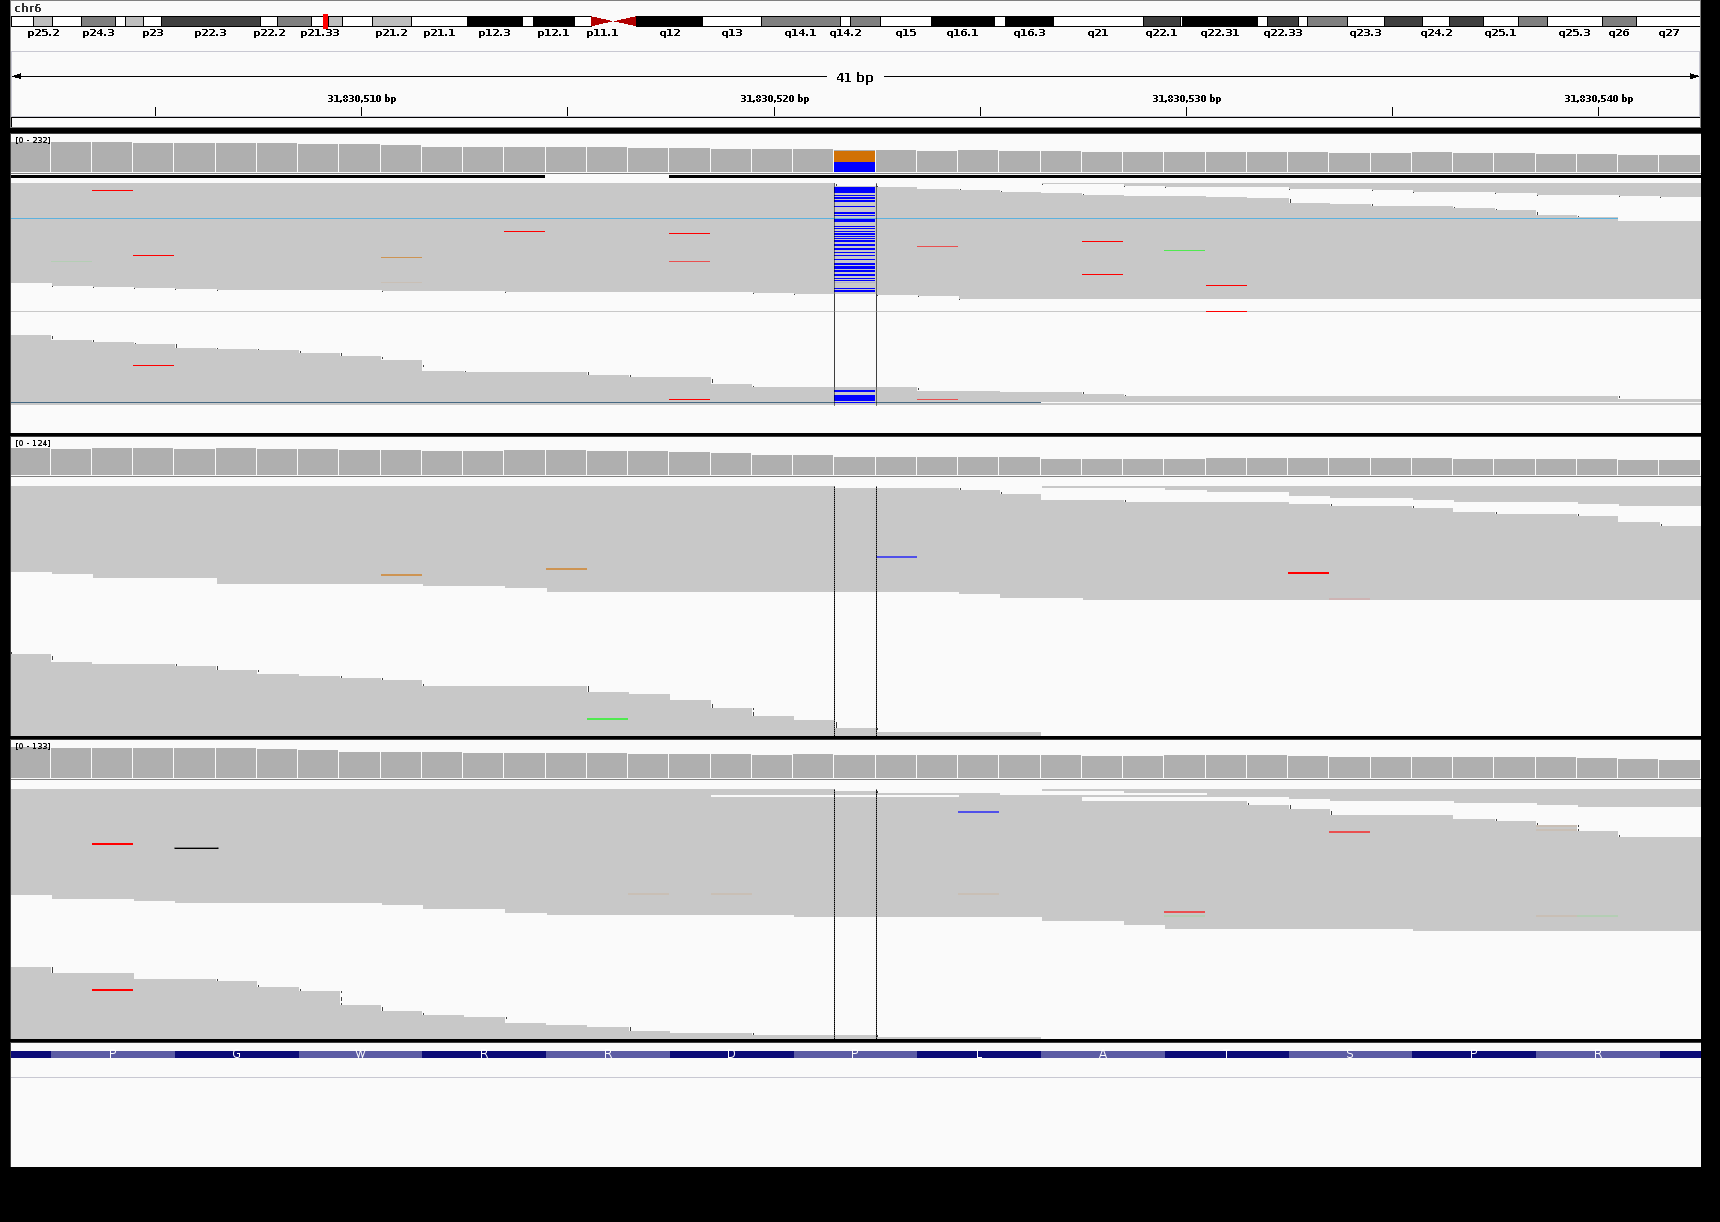 chr6
p25.2 p24.3 p23 p22.3 p22.2 p21.33 p21.2 p21.1 p12.3 p12.1 p11.1 q12 q13 q14.1 q14.2 q15 q16.1 q16.3 q21 q22.1 q22.31 q22.33 q23.3 q24.2 q25.1 q25.3 q26 q27
41 bp
31,830,510 bp 31,830,520 bp 31,830,530 bp 31,830,540 bp
[0 - 232]
[0 - 124]
[0 - 133]
P G W R R D P L A I S P R